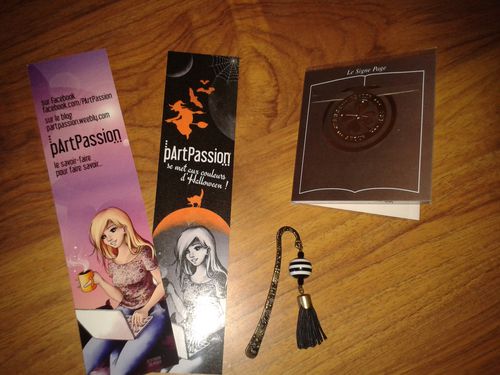 sur Facebook
facebook.com/PArtPassion
sur le blog
partpassion.weebly.com
pArtPassion
le savoir-faire
pour faire savoir...
pArtPassion
se met aux couleurs
d'Halloween !
Le Signe Page